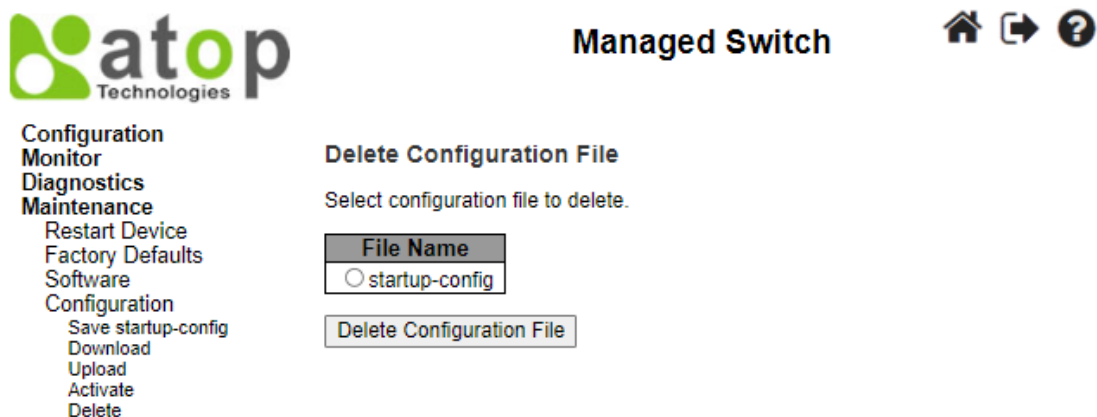 atop
Technologies
Managed Switch
Configuration
Monitor
Diagnostics
Maintenance
Restart Device
Factory Defaults
Software
Configuration
Save startup-config
Download
Upload
Activate
Delete
Delete Configuration File
Select configuration file to delete.
File Name
startup-config
Delete Configuration File